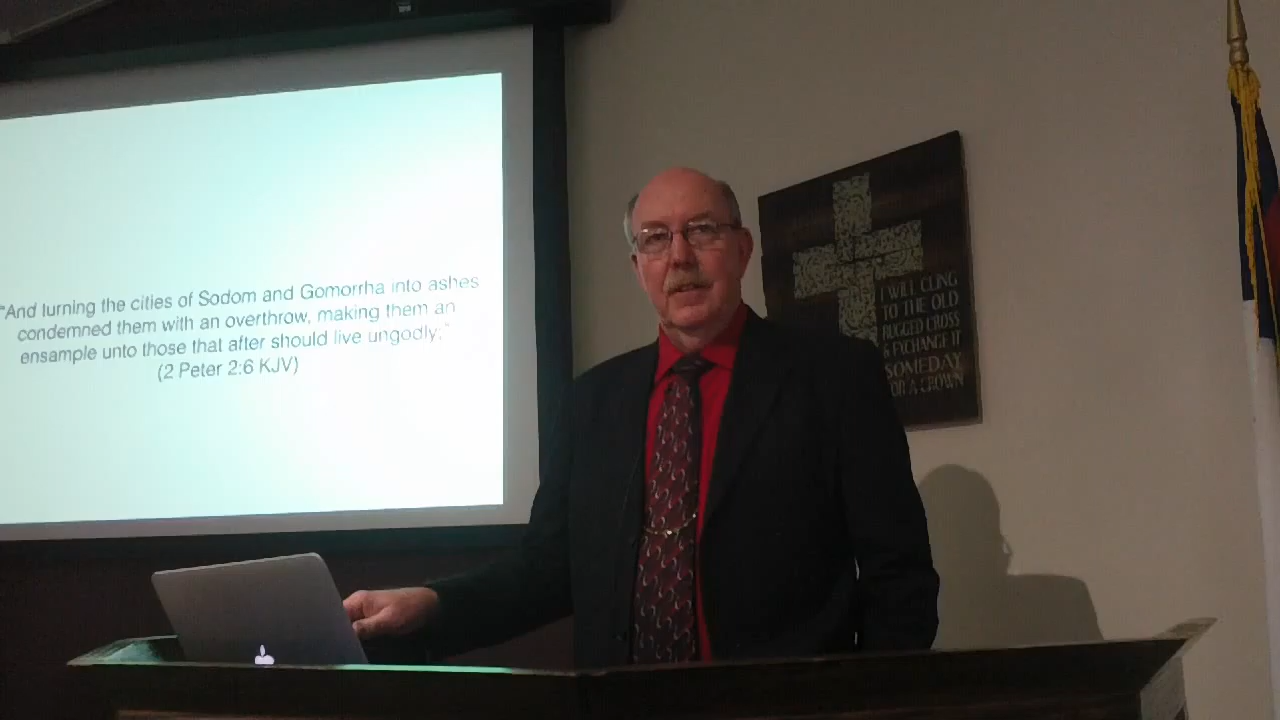 “And turning the cities of Sodom and Gomorrha into ashes
condemned them with an overthrow, making them an
ensample unto those that after should live ungodly;”
(2 Peter 2:6 KJV)
I WILL CLING
TO THE OLD
RUGGED CROSS
& EXCHANGE IT
SOMEDAY
FOR A CROWN